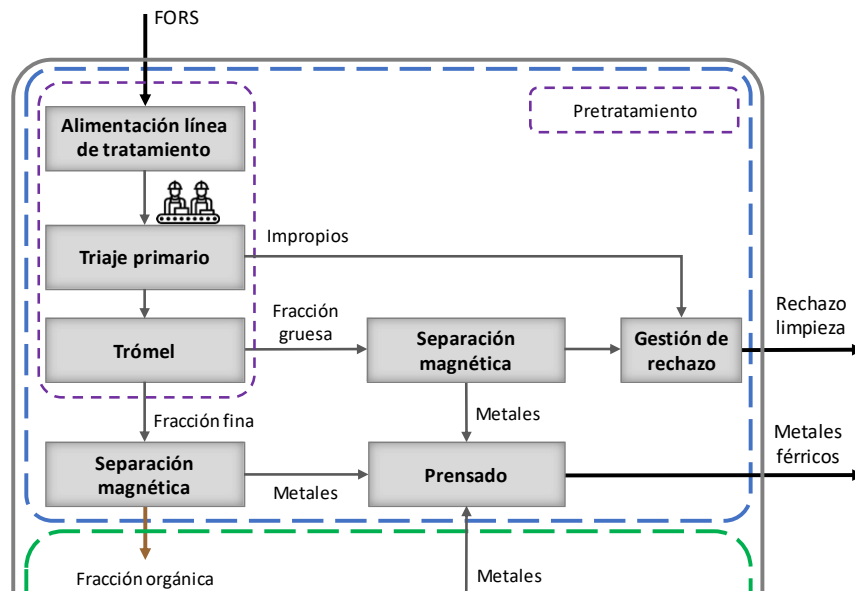 FORS
Pretratamiento
Alimentación línea
de tratamiento
Triaje primario
Impropios
Trómel
Fracción
gruesa
Separación
magnética
Gestión de
rechazo
Rechazo
limpieza
Fracción fina
Metales
Separación
magnética
Metales
Prensado
Metales
férricos
Fracción orgánica
Metales